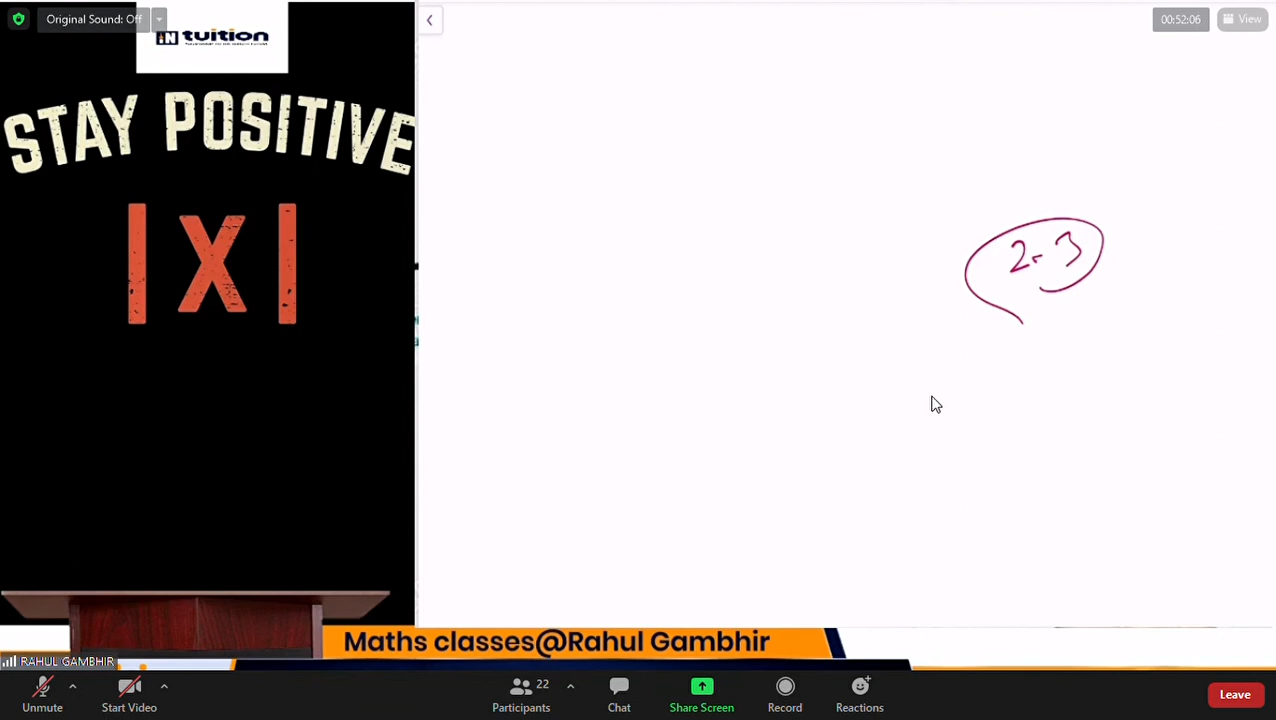 Original Sound: Off
00:52:06
View
iN tuition
STAY POSITIVE
|X|
2.3
Maths classes@Rahul Gambhir
RAHUL GAMBHIR
Unmute
Start Video
22
Participants
Chat
Share Screen
Record
Reactions
Leave